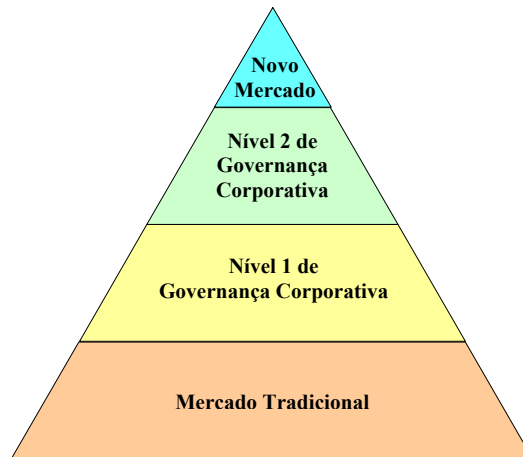 Novo
Mercado
Nível 2 de
Governança
Corporativa
Nível 1 de
Governança Corporativa
Mercado Tradicional